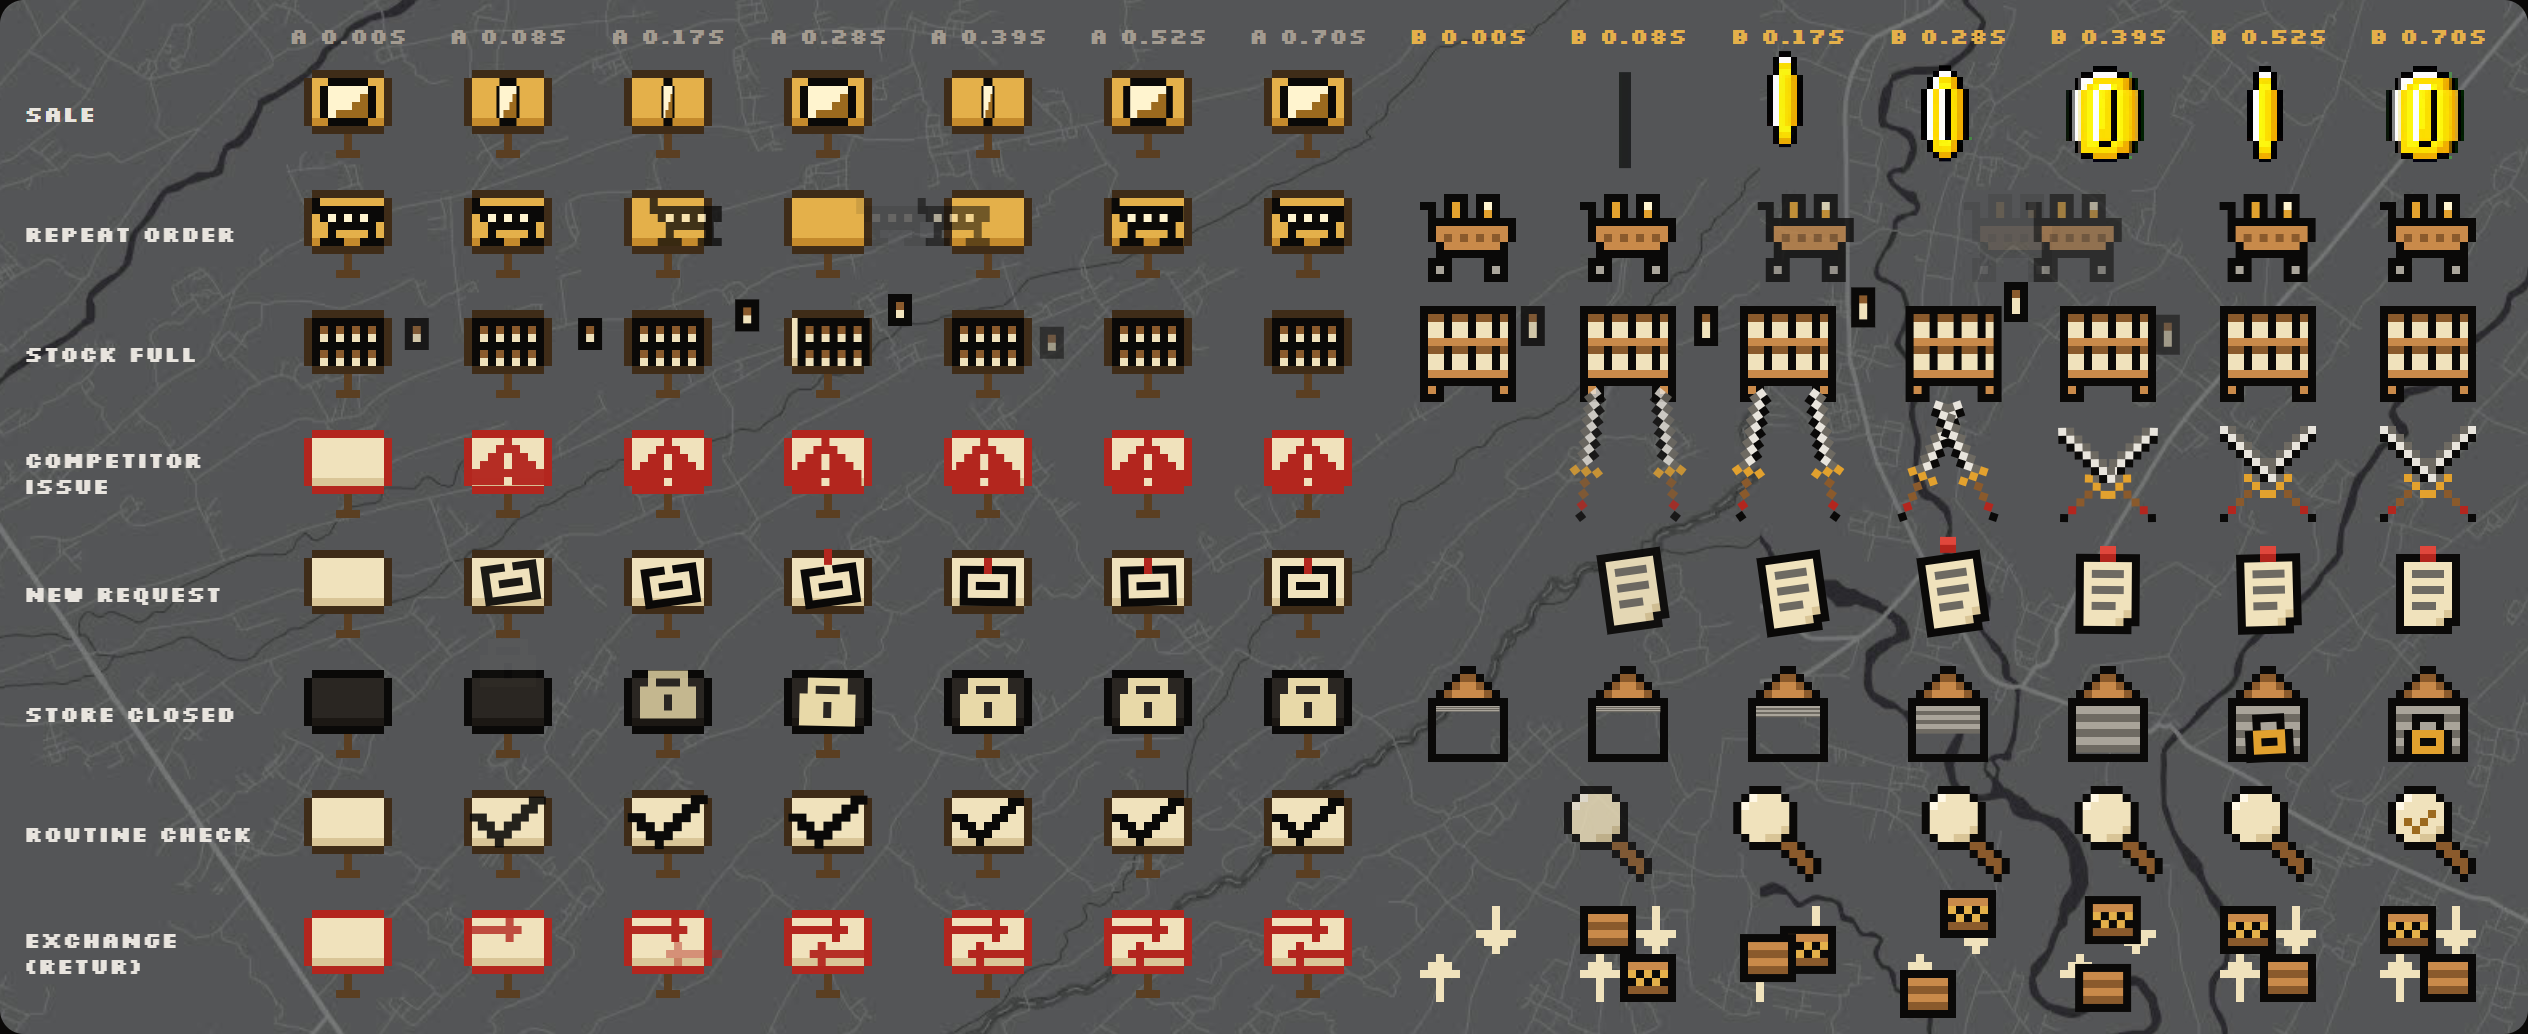 A 0.00S A 0.08S A 0.17S A 0.28S A 0.39S A 0.52S A 0.70S B 0.00S B 0.08S B 0.17S B 0.28S B 0.39S B 0.52S B 0.70S
SALE
REPEAT ORDER
STOCK FULL
COMPETITOR
ISSUE
NEW REQUEST
STORE CLOSED
ROUTINE CHECK
EXCHANGE
(RETUR)